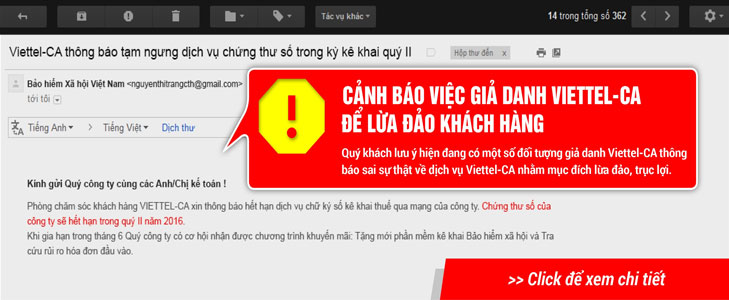 Tác vụ khác
14 trong tổng số 362
Viettel-CA thông báo tạm ngưng dịch vụ chứng thư số trong kỳ kê khai quý II
Hộp thư đến x
Bảo hiểm Xã hội Việt Nam <nguyenthitrangcth@gmail.com>
tới tôi
Tiếng Anh > Tiếng Việt Dịch thư
CẢNH BÁO VIỆC GIẢ DANH VIETTEL-CA
ĐỂ LỪA ĐẢO KHÁCH HÀNG
Quý khách lưu ý hiện đang có một số đối tượng giả danh Viettel-CA thông
báo sai sự thật về dịch vụ Viettel-CA nhằm mục đích lừa đảo, trục lợi.
Kính gửi Quý công ty cùng các Anh/Chị kế toán !
Phòng chăm sóc khách hàng VIETTEL-CA xin thông báo hết hạn dịch vụ chữ ký số kê khai thuế qua mạng của công ty. Chứng thư số của
công ty sẽ hết hạn trong quý II năm 2016.
Khi gia hạn trong tháng 6 Quý công ty có cơ hội nhận được chương trình khuyến mãi: Tặng mới phần mềm kê khai Bảo hiểm xã hội và Tra
cứu rủi ro hóa đơn đầu vào.
>> Click để xem chi tiết